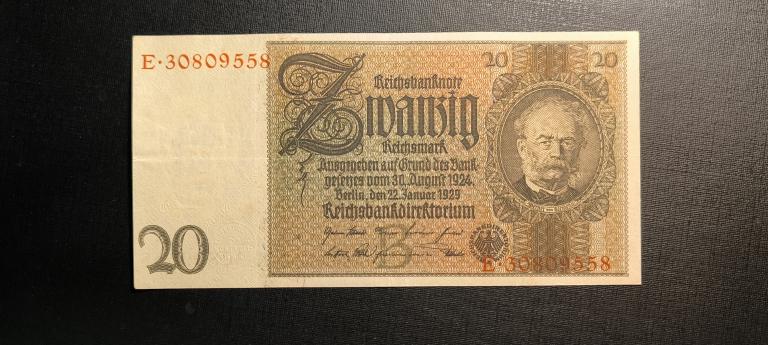 E·30809558
20 20
Reichsbanknote
Zwanzig
Reichsmark
Ausgegeben auf Grund des Bank-
gesetzes vom 30. August 1924
Berlin, den 22. Januar 1929
Reichsbankdirektorium
20
B
E·30809558